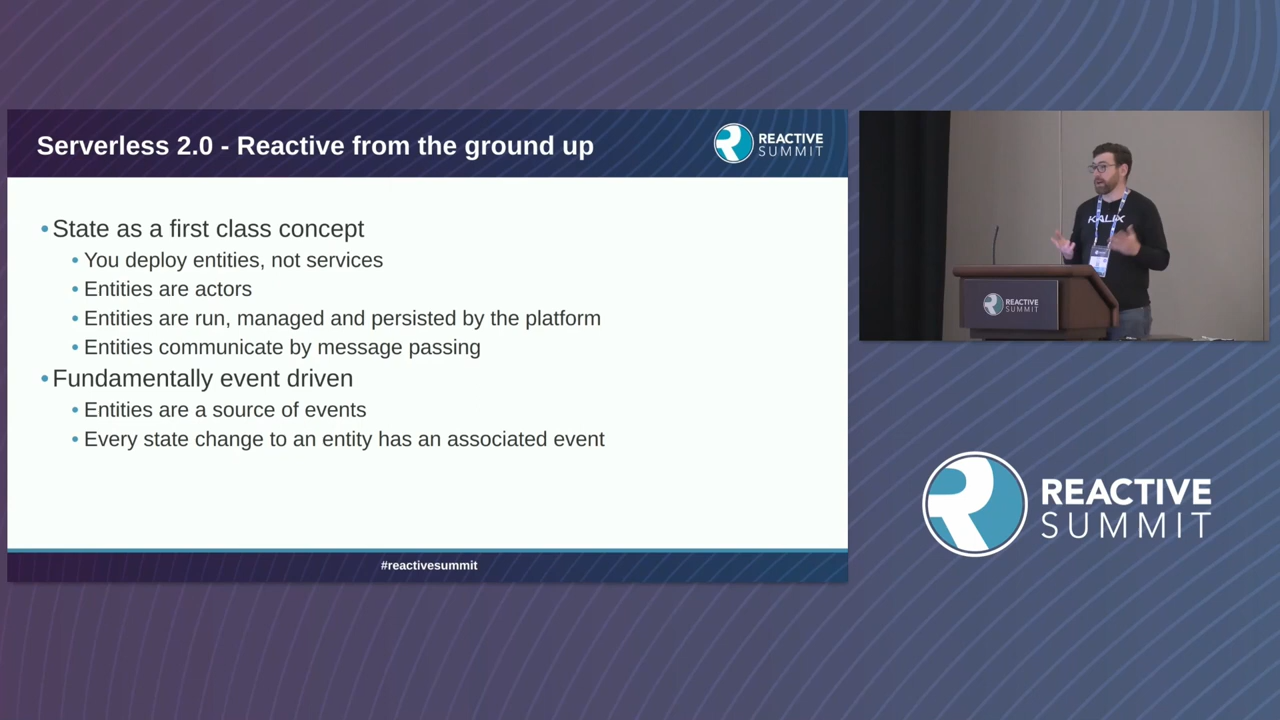 Serverless 2.0 - Reactive from the ground up
REACTIVE
SUMMIT
• State as a first class concept
• You deploy entities, not services
• Entities are actors
• Entities are run, managed and persisted by the platform
• Entities communicate by message passing
• Fundamentally event driven
• Entities are a source of events
• Every state change to an entity has an associated event
#reactivesummit
KALIX
REACTIVE
SUMMIT
REACTIVE
SUMMIT